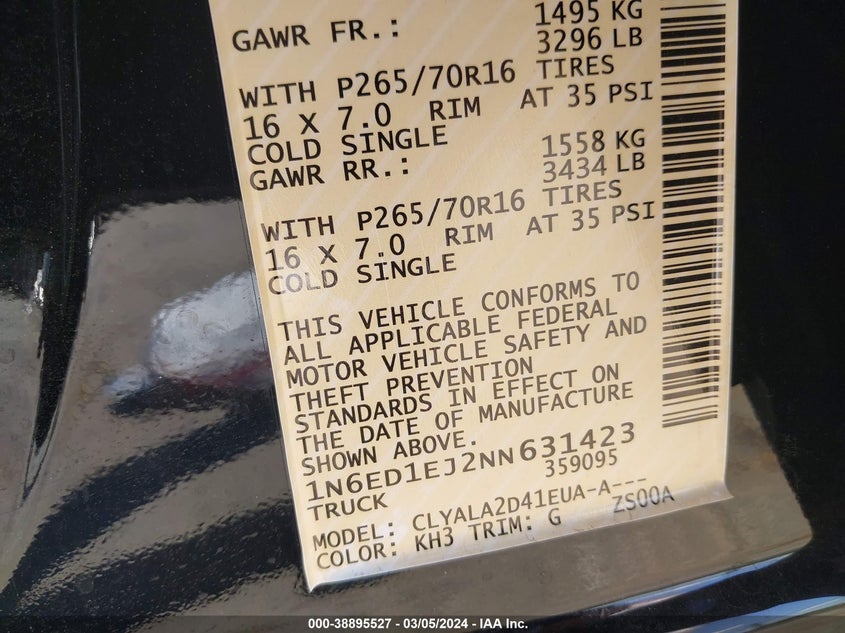 GAWR FR.: 1495 KG
3296 LB
WITH P265/70R16 TIRES
16 X 7.0 RIM AT 35 PSI
COLD SINGLE
GAWR RR.: 1558 KG
3434 LB
WITH P265/70R16 TIRES
16 X 7.0 RIM AT 35 PSI
COLD SINGLE
THIS VEHICLE CONFORMS TO
ALL APPLICABLE FEDERAL
MOTOR VEHICLE SAFETY AND
THEFT PREVENTION
STANDARDS IN EFFECT ON
THE DATE OF MANUFACTURE
SHOWN ABOVE.
1N6ED1EJ2NN631423
TRUCK 359095
MODEL: CLYALA2D41EUA-A---
COLOR: KH3 TRIM: G ZS00A
000-38895527 - 03/05/2024 - IAA Inc.